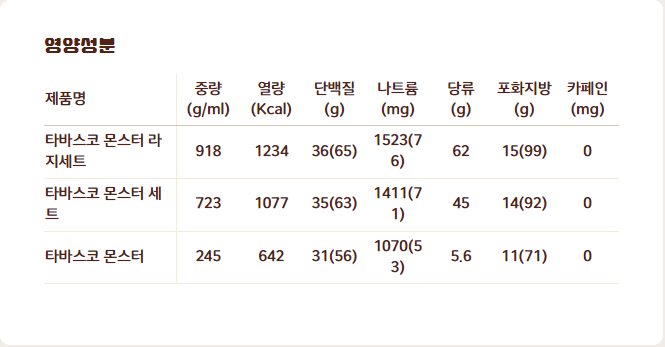 영양성분
제품명 중량 (g/ml) 열량 (Kcal) 단백질 (g) 나트륨 (mg) 당류 (g) 포화지방 (g) 카페인 (mg)
타바스코 몬스터 라지세트 918 1234 36(65) 1523(76) 62 15(99) 0
타바스코 몬스터 세트 723 1077 35(63) 1411(71) 45 14(92) 0
타바스코 몬스터 245 642 31(56) 1070(53) 5.6 11(71) 0